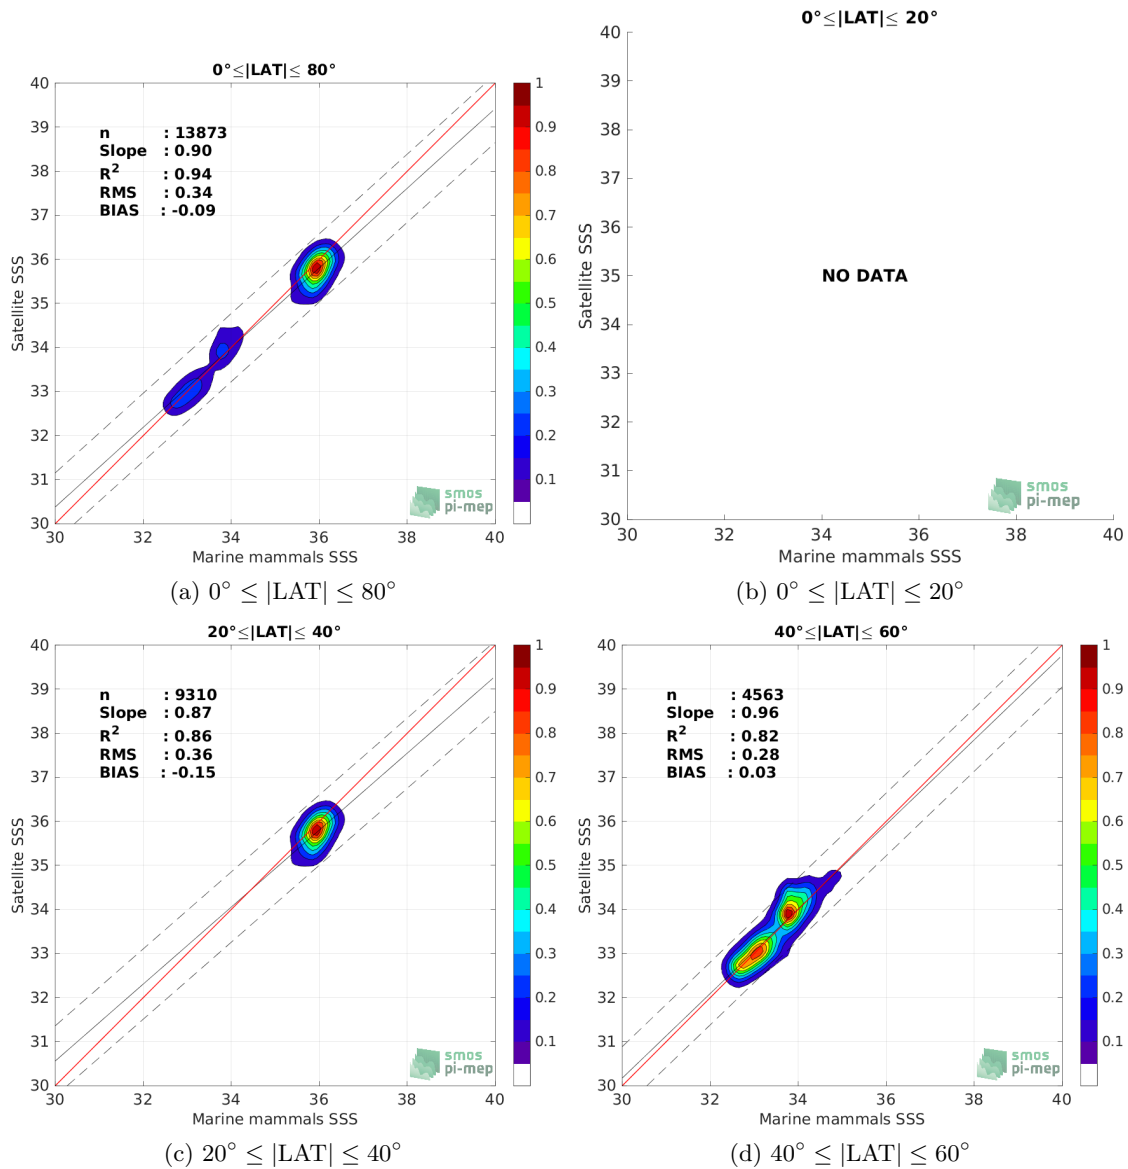 0°≤|LAT|≤ 80°
40
39
38
37
36
35
34
33
32
31
30
Satellite SSS
n : 13873
Slope : 0.90
R² : 0.94
RMS : 0.34
BIAS : -0.09
smos
pi-mep
30 32 34 36 38 40
Marine mammals SSS
1
0.9
0.8
0.7
0.6
0.5
0.4
0.3
0.2
0.1
(a) 0° ≤ |LAT| ≤ 80°
0°≤|LAT|≤ 20°
40
39
38
37
36
35
34
33
32
31
30
Satellite SSS
NO DATA
smos
pi-mep
30 32 34 36 38 40
Marine mammals SSS
(b) 0° ≤ |LAT| ≤ 20°
20°≤|LAT|≤ 40°
40
39
38
37
36
35
34
33
32
31
30
Satellite SSS
n : 9310
Slope : 0.87
R² : 0.86
RMS : 0.36
BIAS : -0.15
smos
pi-mep
30 32 34 36 38 40
Marine mammals SSS
1
0.9
0.8
0.7
0.6
0.5
0.4
0.3
0.2
0.1
(c) 20° ≤ |LAT| ≤ 40°
40°≤|LAT|≤ 60°
40
39
38
37
36
35
34
33
32
31
30
Satellite SSS
n : 4563
Slope : 0.96
R² : 0.82
RMS : 0.28
BIAS : 0.03
smos
pi-mep
30 32 34 36 38 40
Marine mammals SSS
1
0.9
0.8
0.7
0.6
0.5
0.4
0.3
0.2
0.1
(d) 40° ≤ |LAT| ≤ 60°